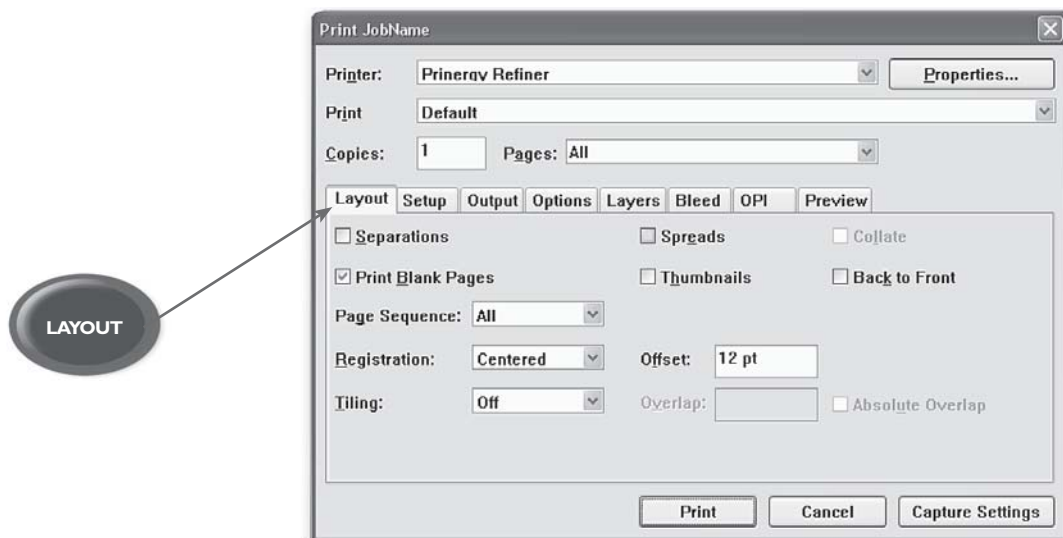 Print JobName
Printer: Prinergy Refiner Properties...
Print Default
Copies: 1 Pages: All
Layout Setup Output Options Layers Bleed OPI Preview
Separations Spreads Collate
Print Blank Pages Thumbnails Back to Front
Page Sequence: All
LAYOUT
Registration: Centered Offset: 12 pt
Tiling: Off Overlap: Absolute Overlap
Print Cancel Capture Settings